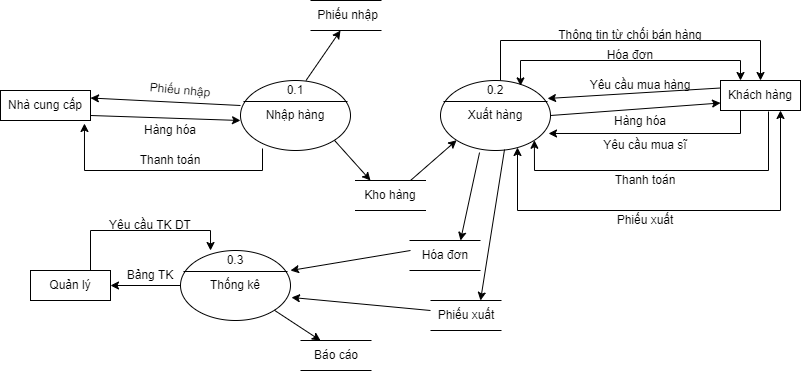 Phiếu nhập
Thông tin từ chối bán hàng
Hóa đơn
Phiếu nhập
0.1
0.2
Yêu cầu mua hàng
Nhà cung cấp
Nhập hàng
Xuất hàng
Khách hàng
Hàng hóa
Hàng hóa
Yêu cầu mua sĩ
Thanh toán
Thanh toán
Kho hàng
Phiếu xuất
Yêu cầu TK DT
Hóa đơn
0.3
Bảng TK
Quản lý
Thống kê
Phiếu xuất
Báo cáo